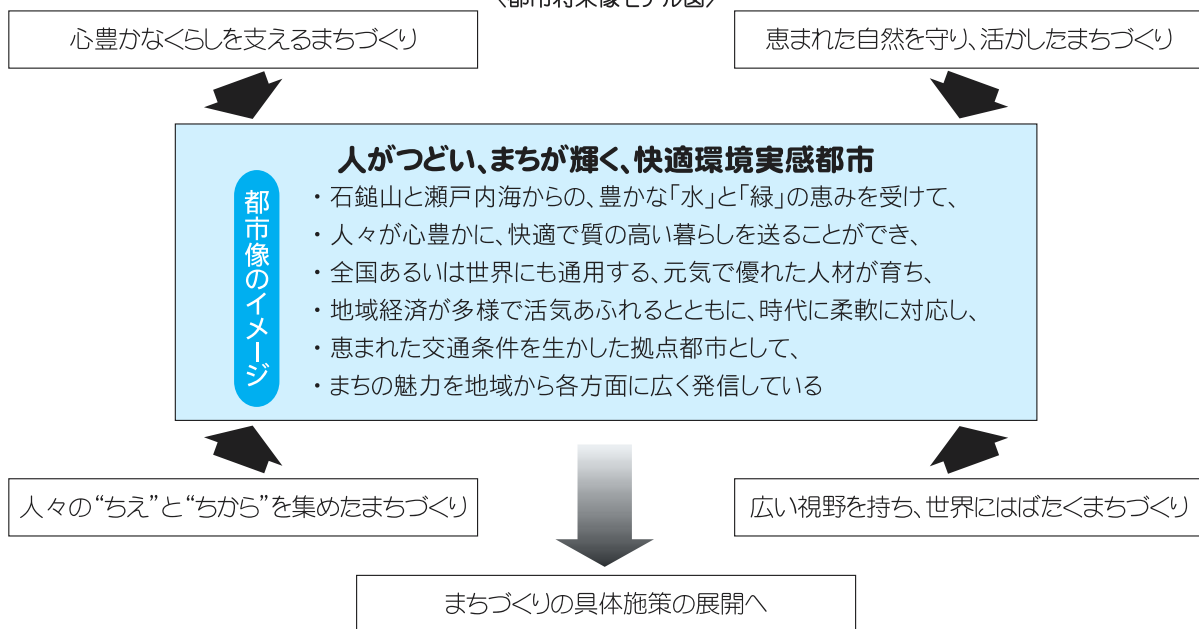 〈都市将来像モデル図〉
心豊かなくらしを支えるまちづくり
恵まれた自然を守り、活かしたまちづくり
人がつどい、まちが輝く、快適環境実感都市
都市像のイメージ
・石鎚山と瀬戸内海からの、豊かな「水」と「緑」の恵みを受けて、
・人々が心豊かに、快適で質の高い暮らしを送ることができ、
・全国あるいは世界にも通用する、元気で優れた人材が育ち、
・地域経済が多様で活気あふれるとともに、時代に柔軟に対応し、
・恵まれた交通条件を生かした拠点都市として、
・まちの魅力を地域から各方面に広く発信している
人々の“ちえ”と“ちから”を集めたまちづくり
広い視野を持ち、世界にはばたくまちづくり
まちづくりの具体施策の展開へ